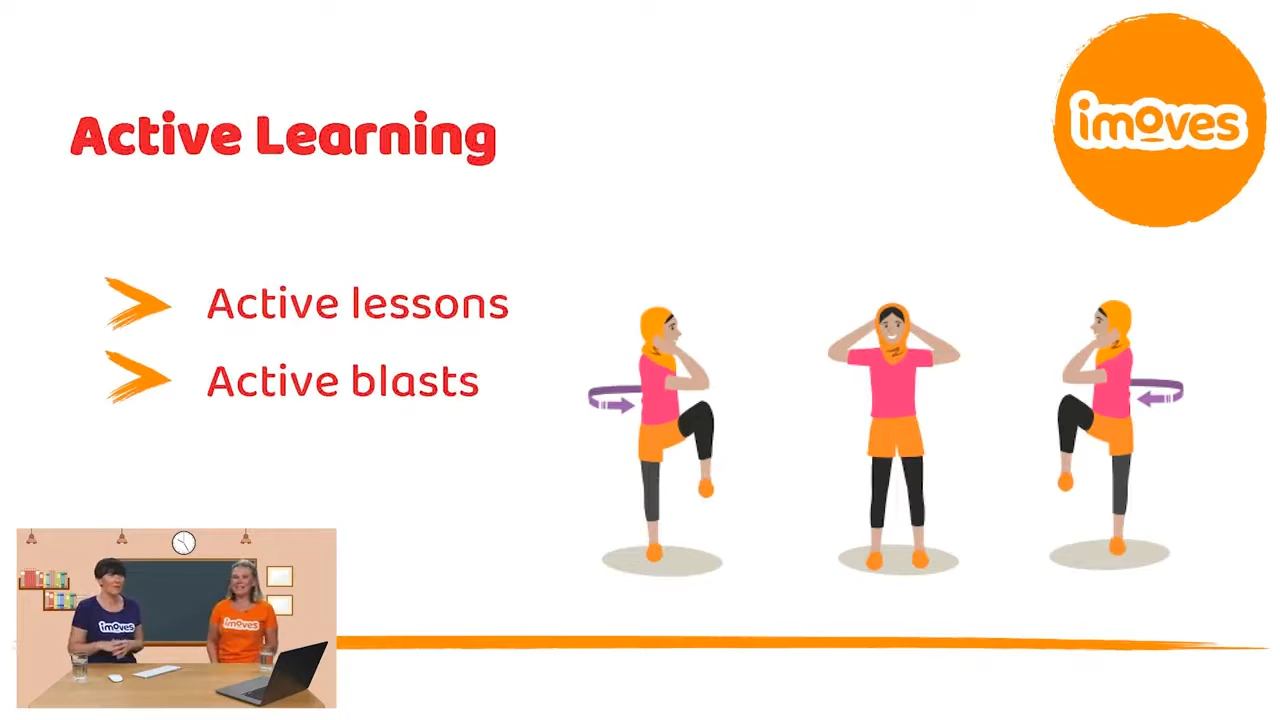 imoves
Active Learning
Active lessons
Active blasts
imoves
imoves